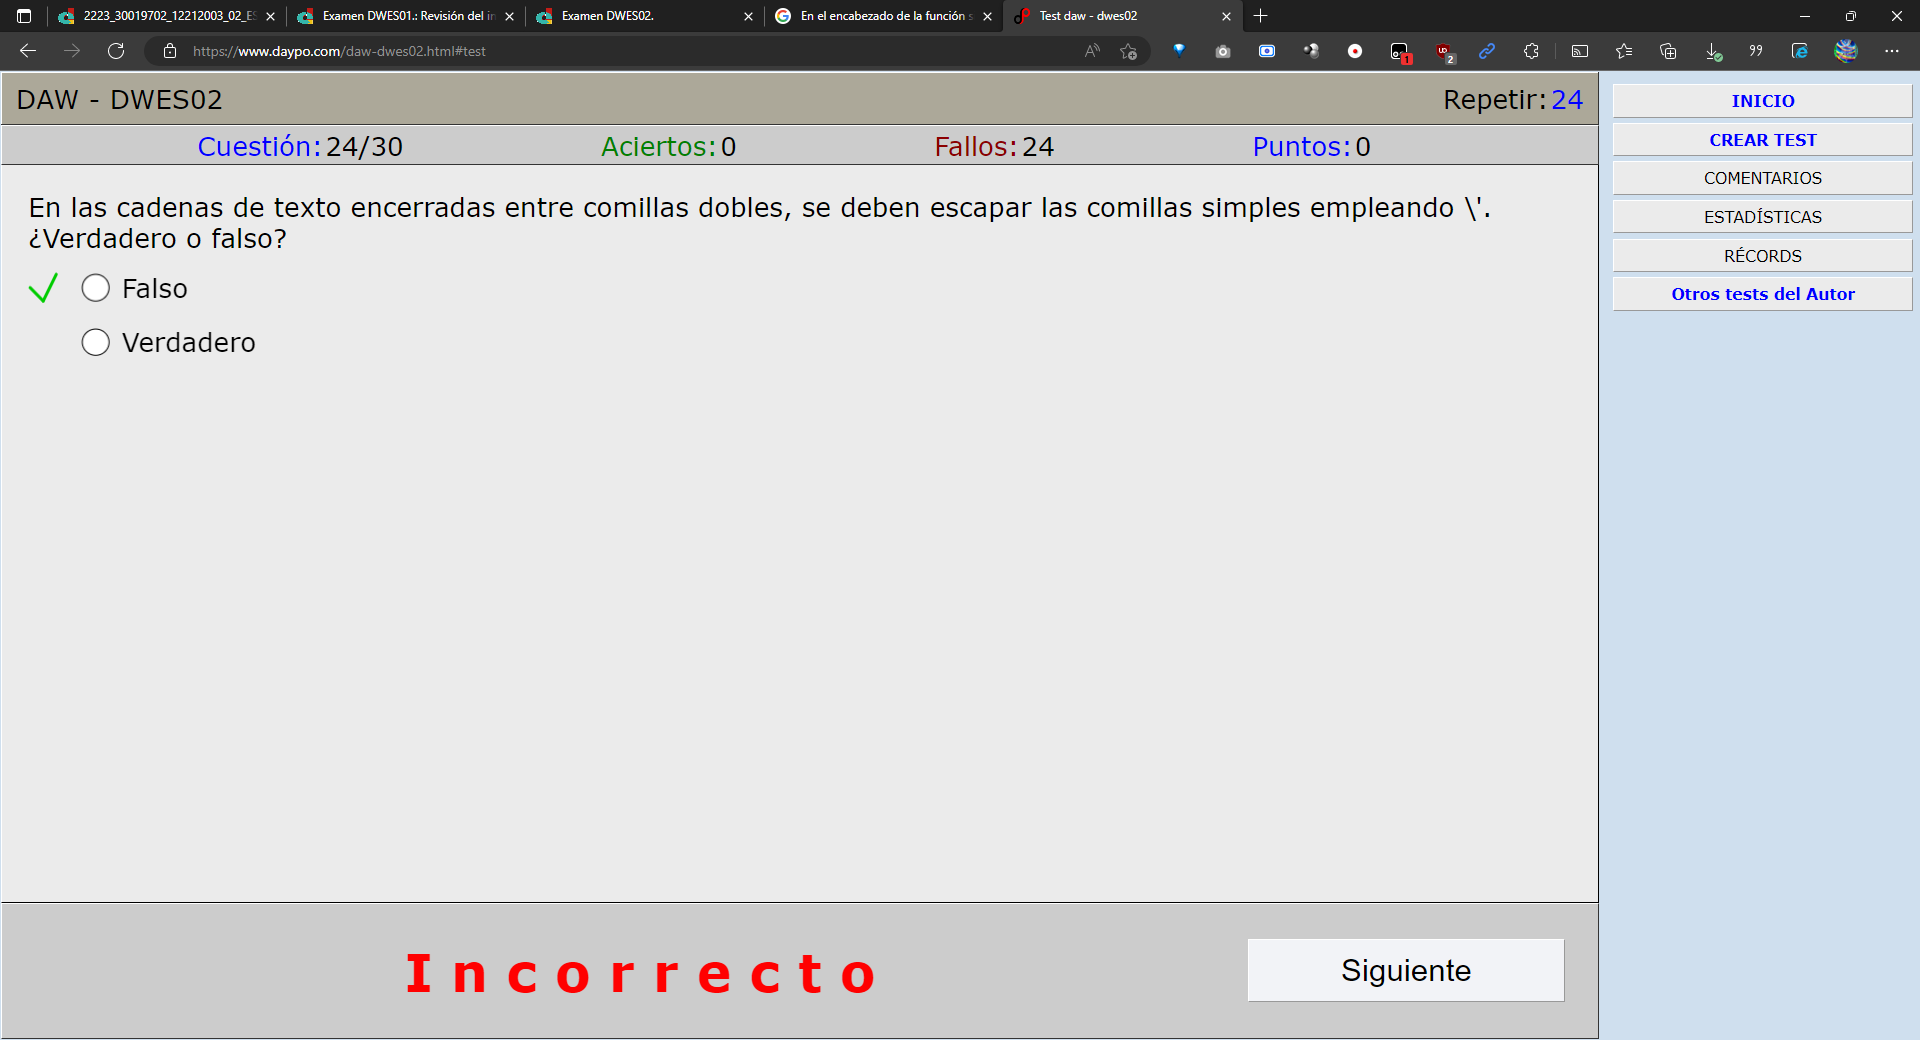 2223_30019702_12212003_02_ES
Examen DWES01.: Revisión del in
Examen DWES02.
En el encabezado de la función s
Test daw - dwes02
https://www.daypo.com/daw-dwes02.html#test
DAW - DWES02
Repetir:24
Cuestión:24/30
Aciertos:0
Fallos:24
Puntos:0
En las cadenas de texto encerradas entre comillas dobles, se deben escapar las comillas simples empleando \'.
¿Verdadero o falso?
Falso
Verdadero
Incorrecto
Siguiente
INICIO
CREAR TEST
COMENTARIOS
ESTADÍSTICAS
RÉCORDS
Otros tests del Autor